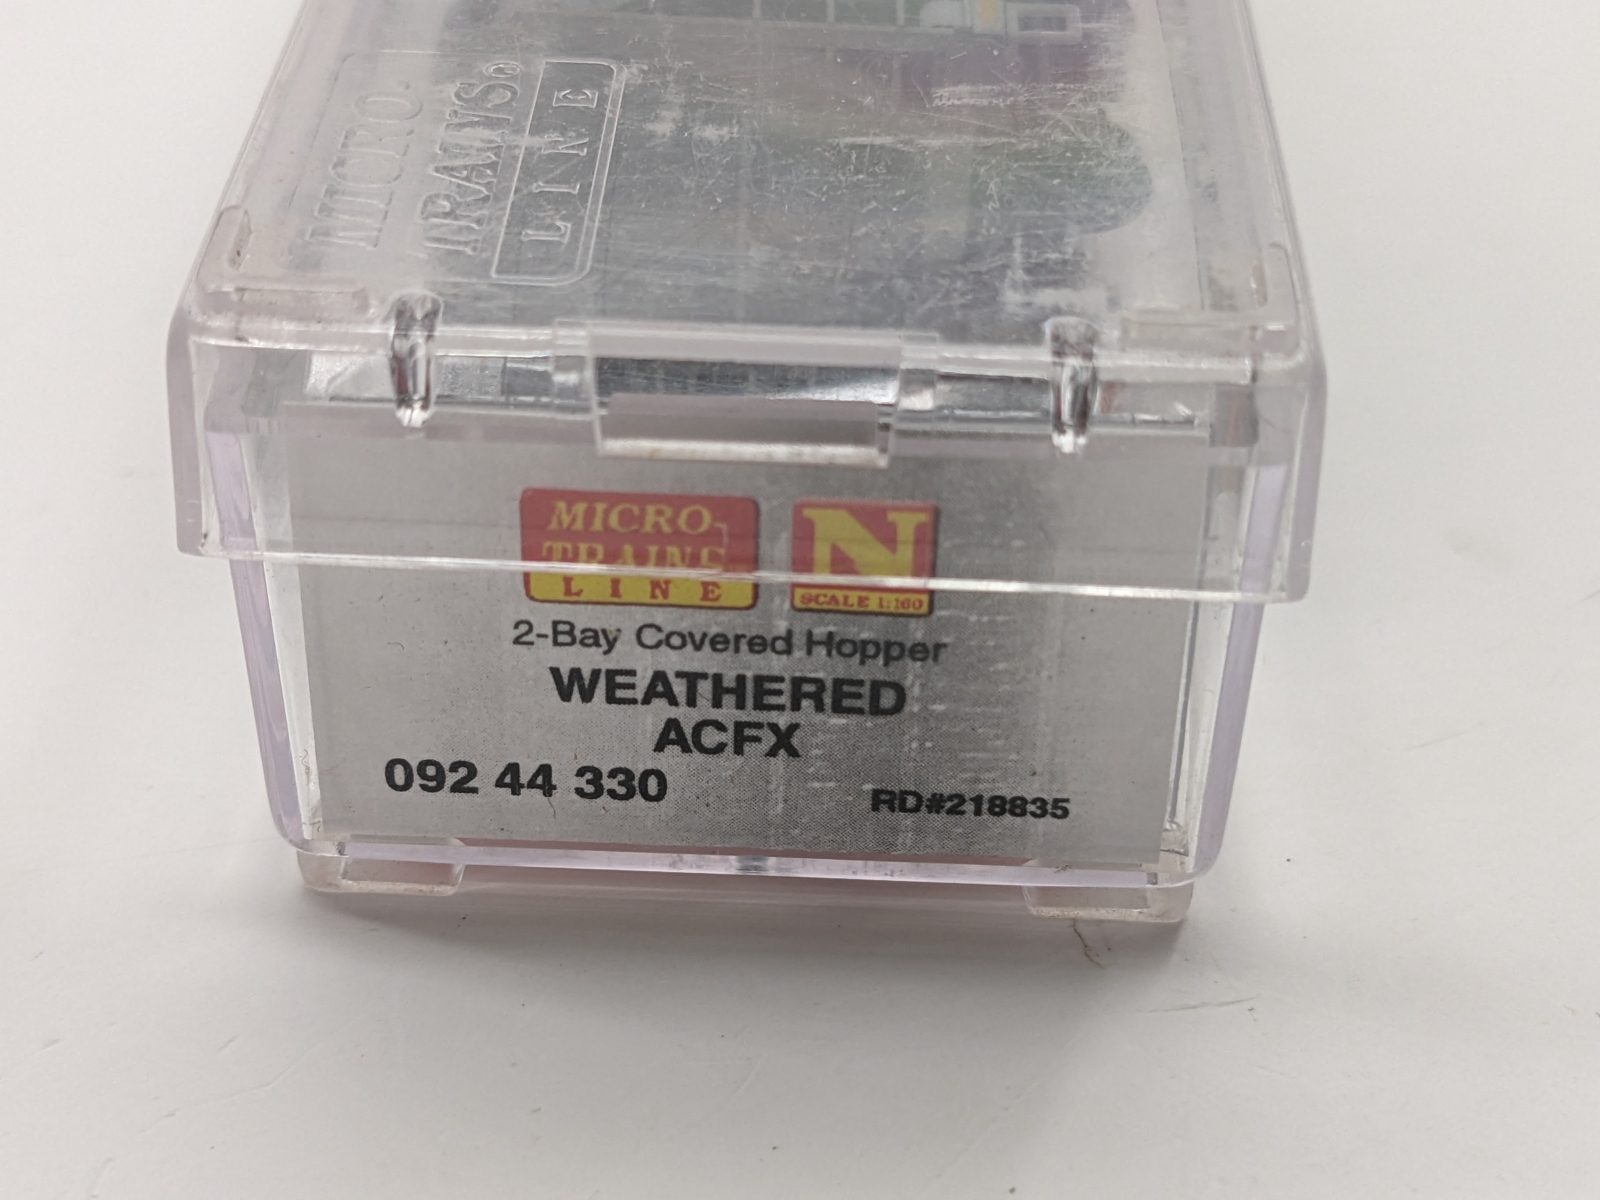 MICRO-
TRAINS®
LINE
MICRO-
TRAINS
LINE
N
SCALE 1:160
2-Bay Covered Hopper
WEATHERED
ACFX
092 44 330
RD#218835